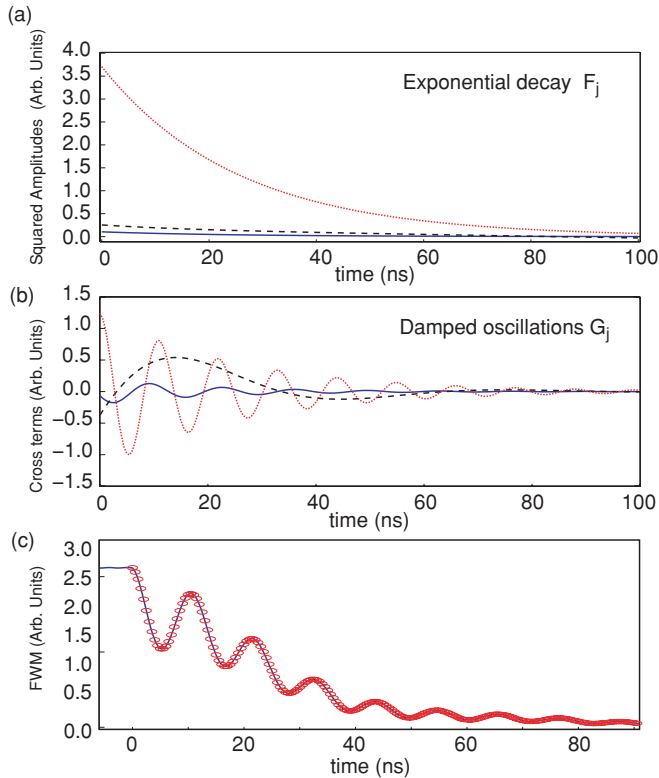 (a)
Squared Amplitudes (Arb. Units)
4.0
3.5
3.0
2.5
2.0
1.5
1.0
0.5
0.0
Exponential decay F_j
0 20 40 60 80 100
time (ns)
(b)
Cross terms (Arb. Units)
1.5
1.0
0.5
0.0
−0.5
−1.0
−1.5
Damped oscillations G_j
0 20 40 60 80 100
time (ns)
(c)
FWM (Arb. Units)
3.0
2.5
1.5
1.0
0.5
0.0
0 20 40 60 80
time (ns)